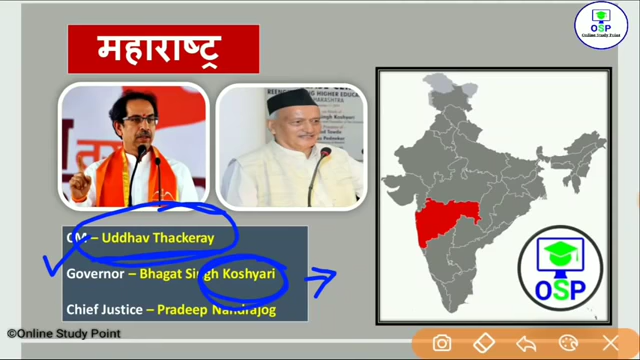 महाराष्ट्र
OSP
Online Study Point
CM – Uddhav Thackeray
Governor – Bhagat Singh Koshyari
Chief Justice – Pradeep Nandrajog
OSP
©Online Study Point